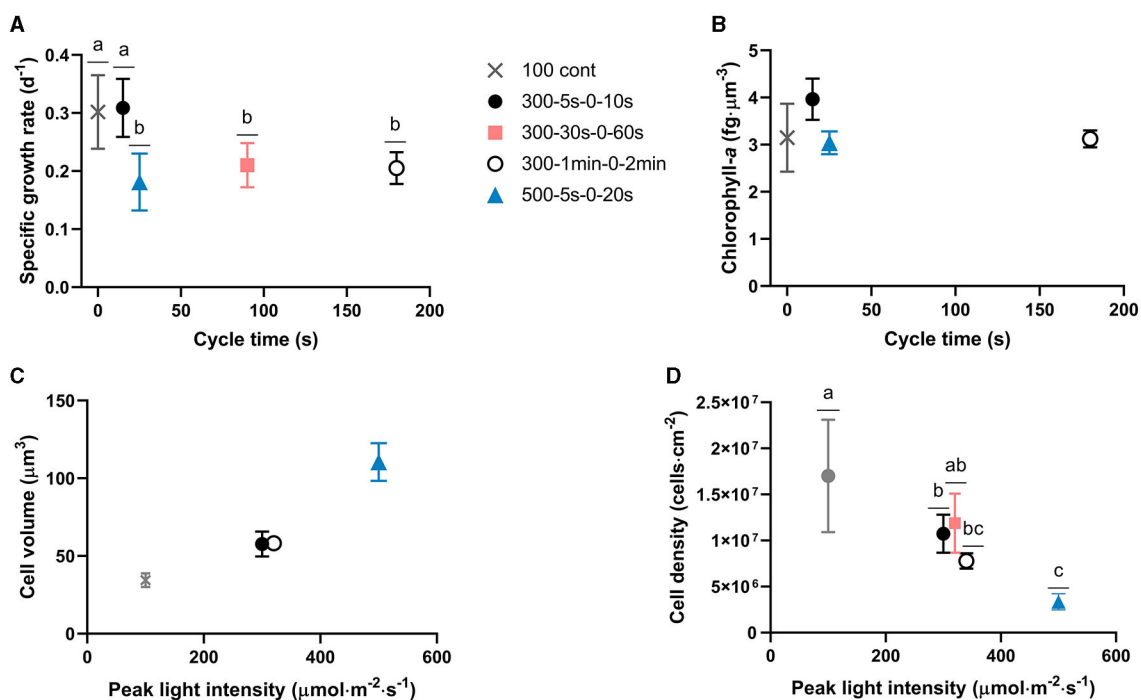 A
Specific growth rate (d⁻¹)
0.4
0.3
0.2
0.1
0.0
a
a
b
b
b
0
50
100
150
200
Cycle time (s)
100 cont
300-5s-0-10s
300-30s-0-60s
300-1min-0-2min
500-5s-0-20s
B
Chlorophyll-a (fg·μm⁻³)
5
4
3
2
1
0
0
50
100
150
200
Cycle time (s)
C
Cell volume (μm³)
150
100
50
0
0
200
400
600
Peak light intensity (μmol·m⁻²·s⁻¹)
D
Cell density (cells·cm⁻²)
2.5×10⁷
2×10⁷
1.5×10⁷
1×10⁷
5×10⁶
0
a
ab
b
bc
c
0
200
400
600
Peak light intensity (μmol·m⁻²·s⁻¹)